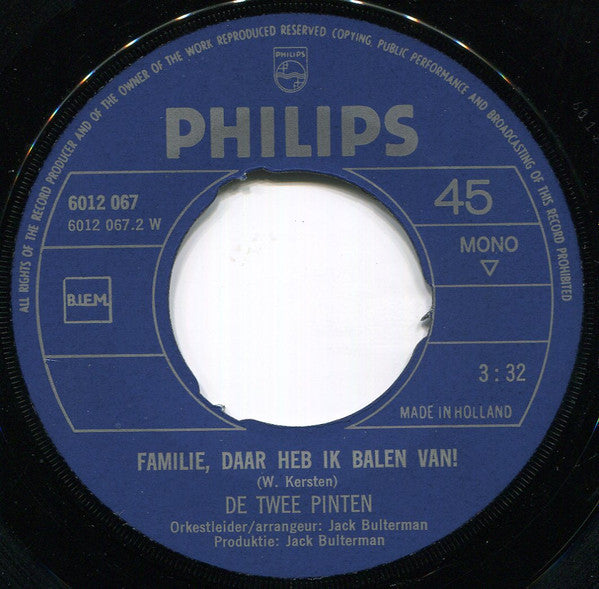 ALL RIGHTS OF THE RECORD PRODUCER AND OF THE OWNER OF THE WORK REPRODUCED RESERVED COPYING, PUBLIC PERFORMANCE AND BROADCASTING OF THIS RECORD PROHIBITED
PHILIPS
PHILIPS
6012 067
6012 067.2 W
45
MONO
B.I.E.M.
3 : 32
MADE IN HOLLAND
FAMILIE, DAAR HEB IK BALEN VAN!
(W. Kersten)
DE TWEE PINTEN
Orkestleider/arrangeur: Jack Bulterman
Produktie: Jack Bulterman